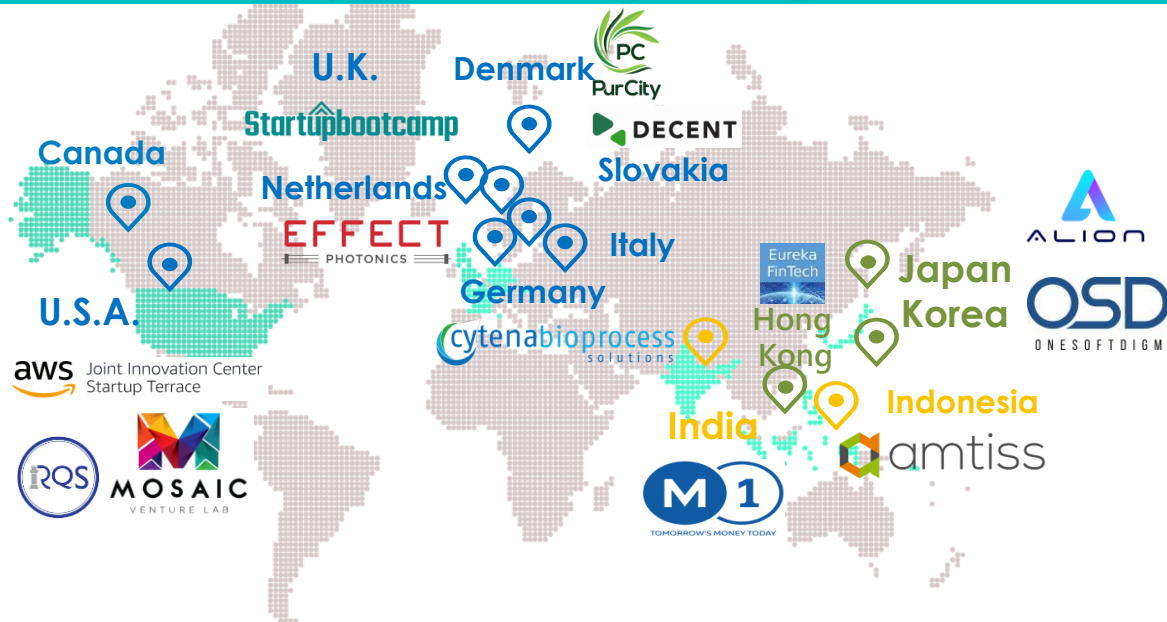 U.K.
Startupbootcamp
Denmark
PC
PurCity
DECENT
Slovakia
Canada
Netherlands
EFFECT
PHOTONICS
Italy
Germany
cytenabioprocess
solutions
U.S.A.
aws Joint Innovation Center
Startup Terrace
IRQS
MOSAIC
VENTURE LAB
Eureka
FinTech
Hong
Kong
Japan
Korea
ALION
OSD
ONESOFTDIGM
India
M 1
TOMORROW'S MONEY TODAY
Indonesia
amtiss